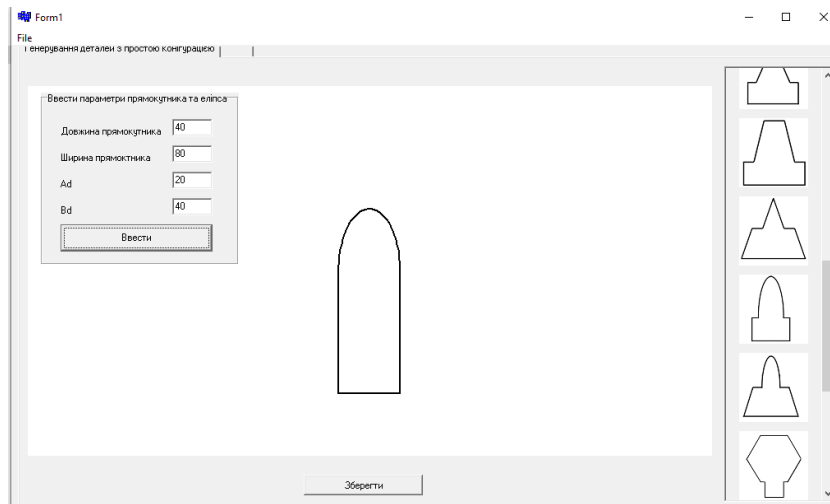 Form1
File
Генерування деталей з простою конігурацією
Ввести параметри прямокутника та еліпса
Довжина прямокутника 40
Ширина прямоктника 80
Ad 20
Bd 40
Ввести
Зберегти